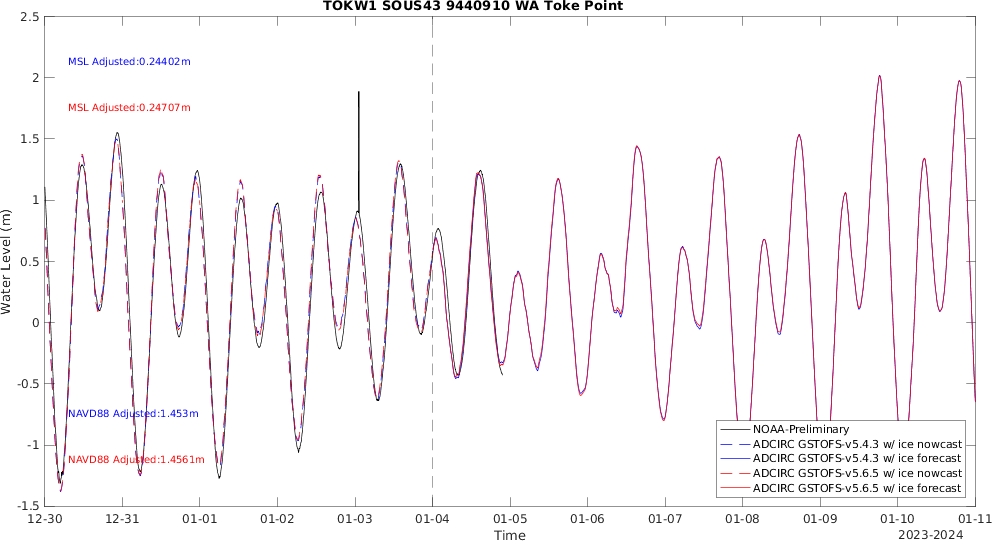 TOKW1 SOUS43 9440910 WA Toke Point
2.5
2
1.5
1
0.5
0
-0.5
-1
-1.5
Water Level (m)
MSL Adjusted:0.24402m
MSL Adjusted:0.24707m
NAVD88 Adjusted:1.453m
NAVD88 Adjusted:1.4561m
NOAA-Preliminary
ADCIRC GSTOFS-v5.4.3 w/ ice nowcast
ADCIRC GSTOFS-v5.4.3 w/ ice forecast
ADCIRC GSTOFS-v5.6.5 w/ ice nowcast
ADCIRC GSTOFS-v5.6.5 w/ ice forecast
12-30 12-31 01-01 01-02 01-03 01-04 01-05 01-06 01-07 01-08 01-09 01-10 01-11
Time
2023-2024